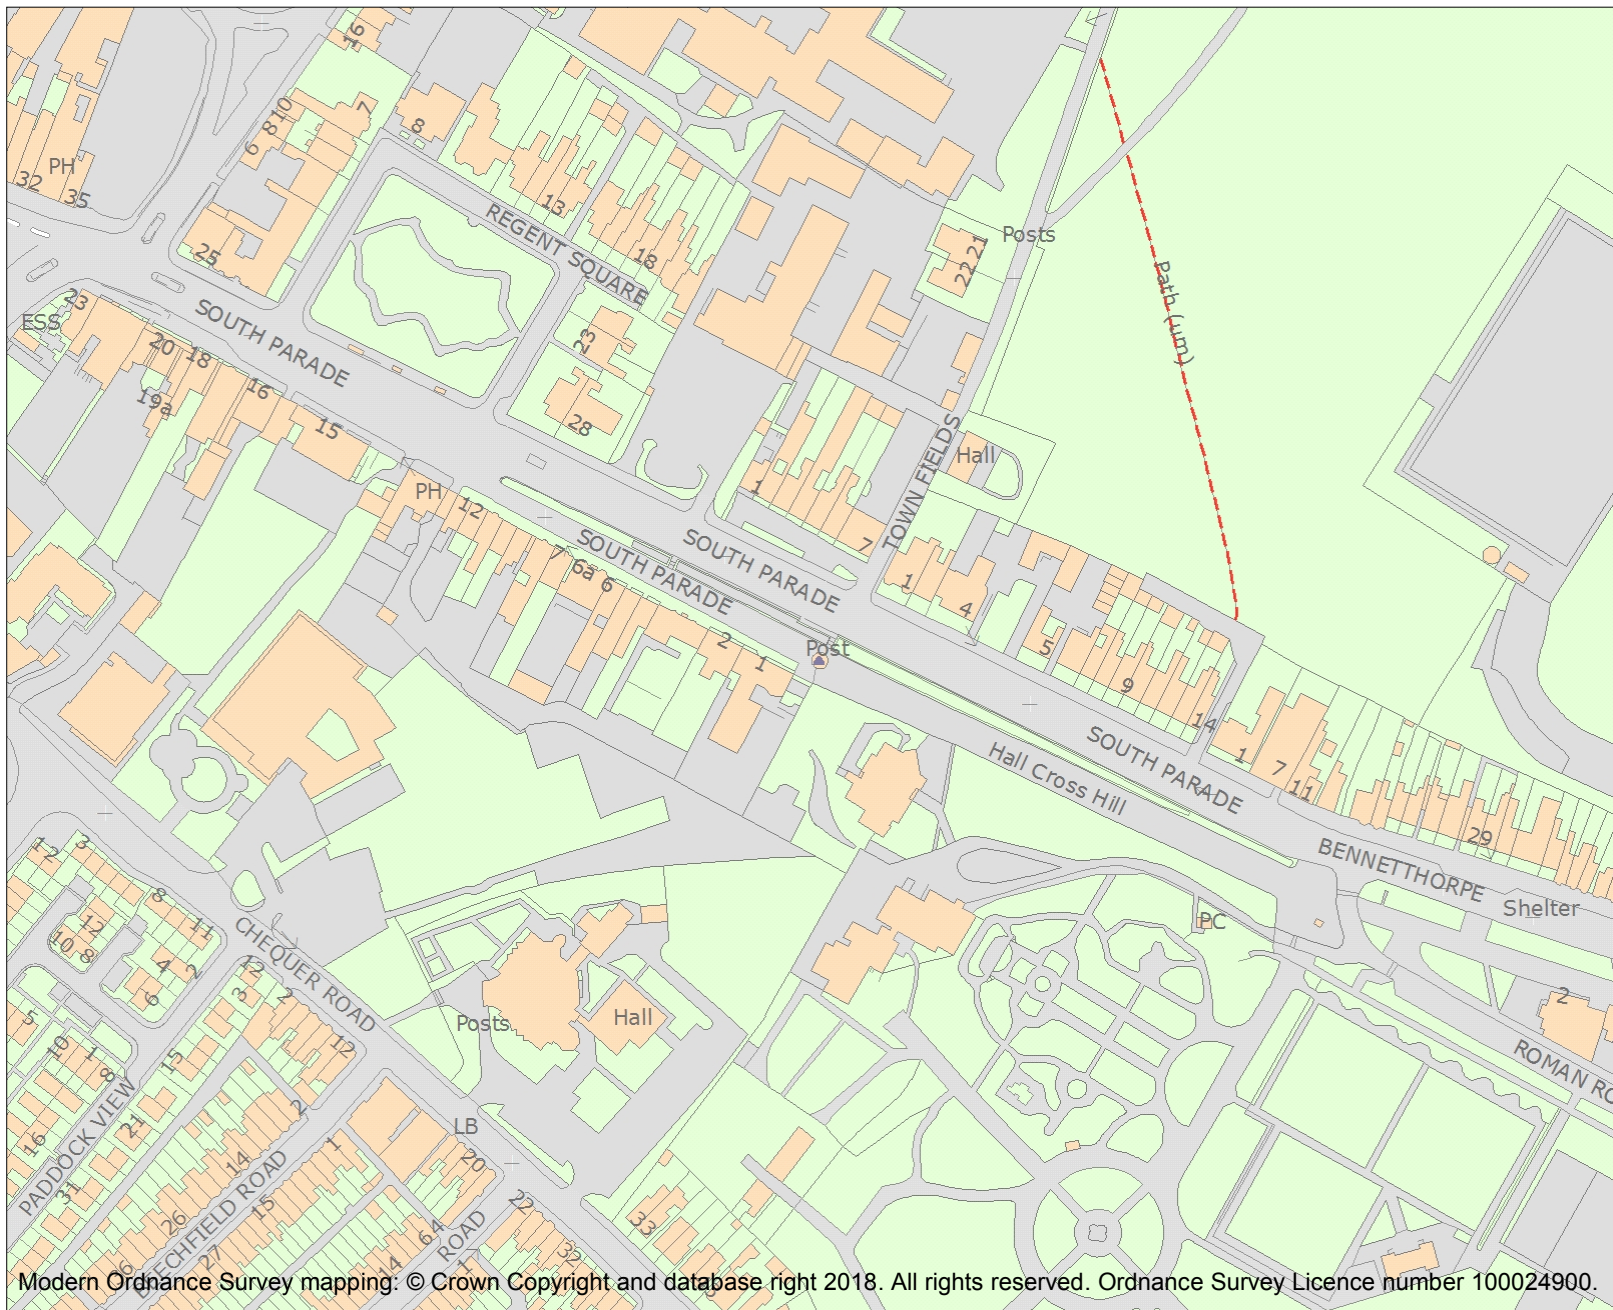 16
7
8
10
8
6
PH
32
35
13
REGENT SQUARE
18
Posts
21
22
25
23
ESS
SOUTH PARADE
Path (um)
20
18
19a
16
15
23
28
TOWN FIELDS
Hall
PH
12
1
7
SOUTH PARADE
SOUTH PARADE
7
6a
6
2
1
Post
1
4
5
9
14
1
7
11
SOUTH PARADE
Hall Cross Hill
29
BENNETTHORPE
Shelter
PC
12
3
8
11
12
10
8
4
2
6
CHEQUER ROAD
12
3
2
12
5
10
1
8
15
Posts
Hall
2
ROMAN RO
PADDOCK VIEW
21
16
31
2
14
1
LB
20
22
BEECHFIELD ROAD
15
26
27
36
14
64
ROAD
32
33
Modern Ordnance Survey mapping: © Crown Copyright and database right 2018. All rights reserved. Ordnance Survey Licence number 100024900.